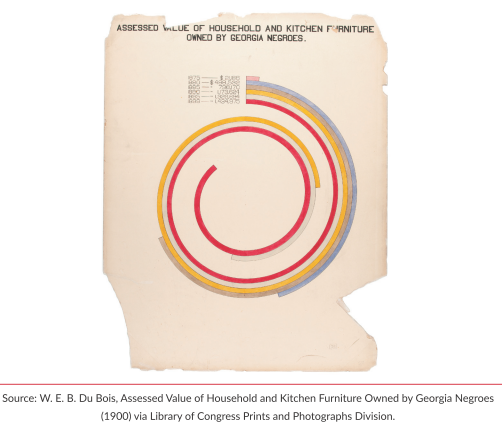 ASSESSED VALUE OF HOUSEHOLD AND KITCHEN FURNITURE
OWNED BY GEORGIA NEGROES.
Source: W. E. B. Du Bois, Assessed Value of Household and Kitchen Furniture Owned by Georgia Negroes
(1900) via Library of Congress Prints and Photographs Division.